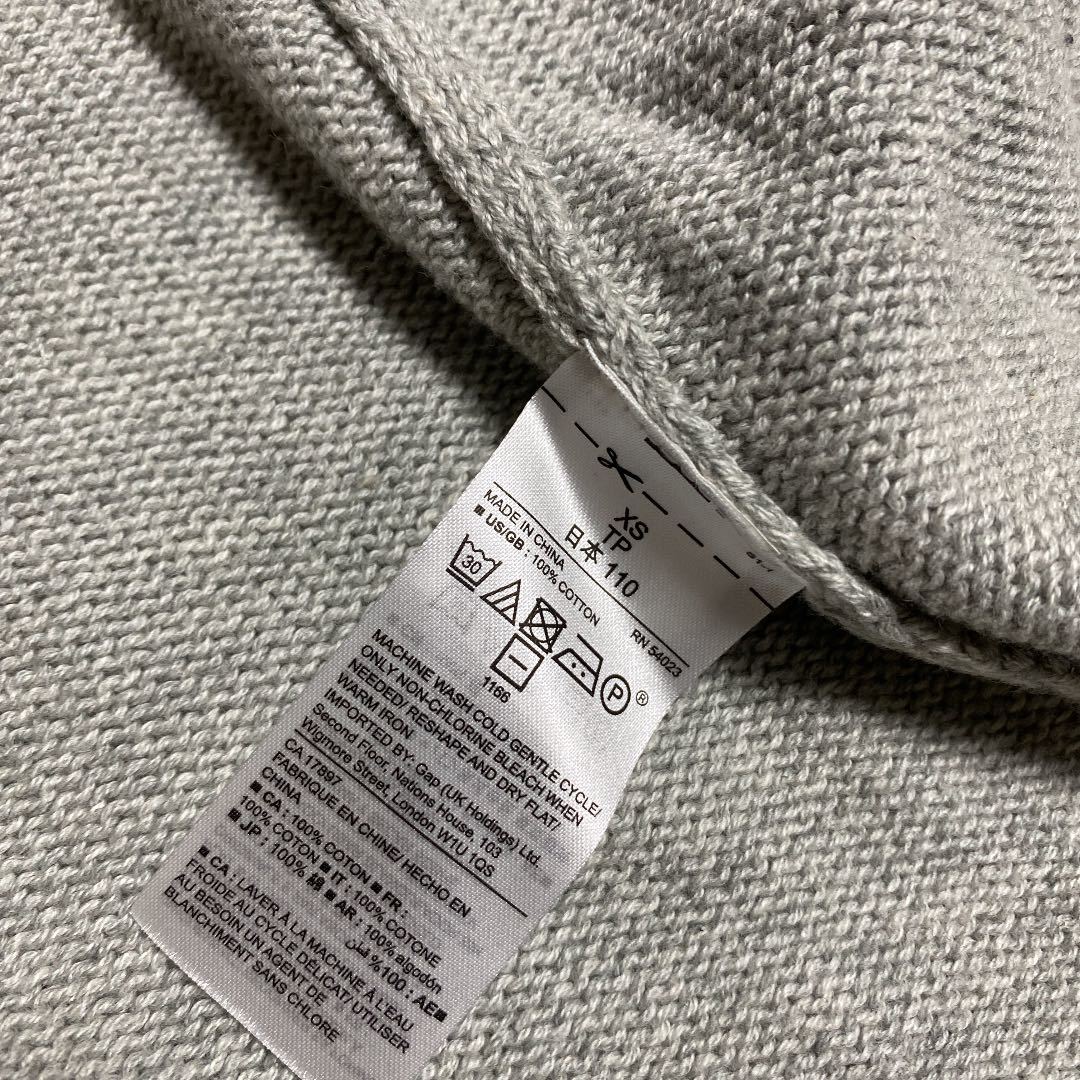 XS
TP
日本 110
MADE IN CHINA RN 54023
■ US/GB : 100% COTTON
30
P ®
1166
MACHINE WASH COLD GENTLE CYCLE/
ONLY NON-CHLORINE BLEACH WHEN
NEEDED/ RESHAPE AND DRY FLAT/
WARM IRON
IMPORTED BY: Gap (UK Holdings) Ltd.
Second Floor, Nations House, 103
Wigmore Street, London W1U 1QS
CA 17897
FABRIQUE EN CHINE/ HECHO EN
CHINA
■ CA : 100% COTON ■ FR :
100% COTON ■ IT : 100% COTONE
■ JP : 100% 綿 ■ AR : 100% algodón
■ AE : 100% قطن
■ CA : LAVER À LA MACHINE À L'EAU
FROIDE AU CYCLE DÉLICAT/ UTILISER
AU BESOIN UN AGENT DE
BLANCHIMENT SANS CHLORE